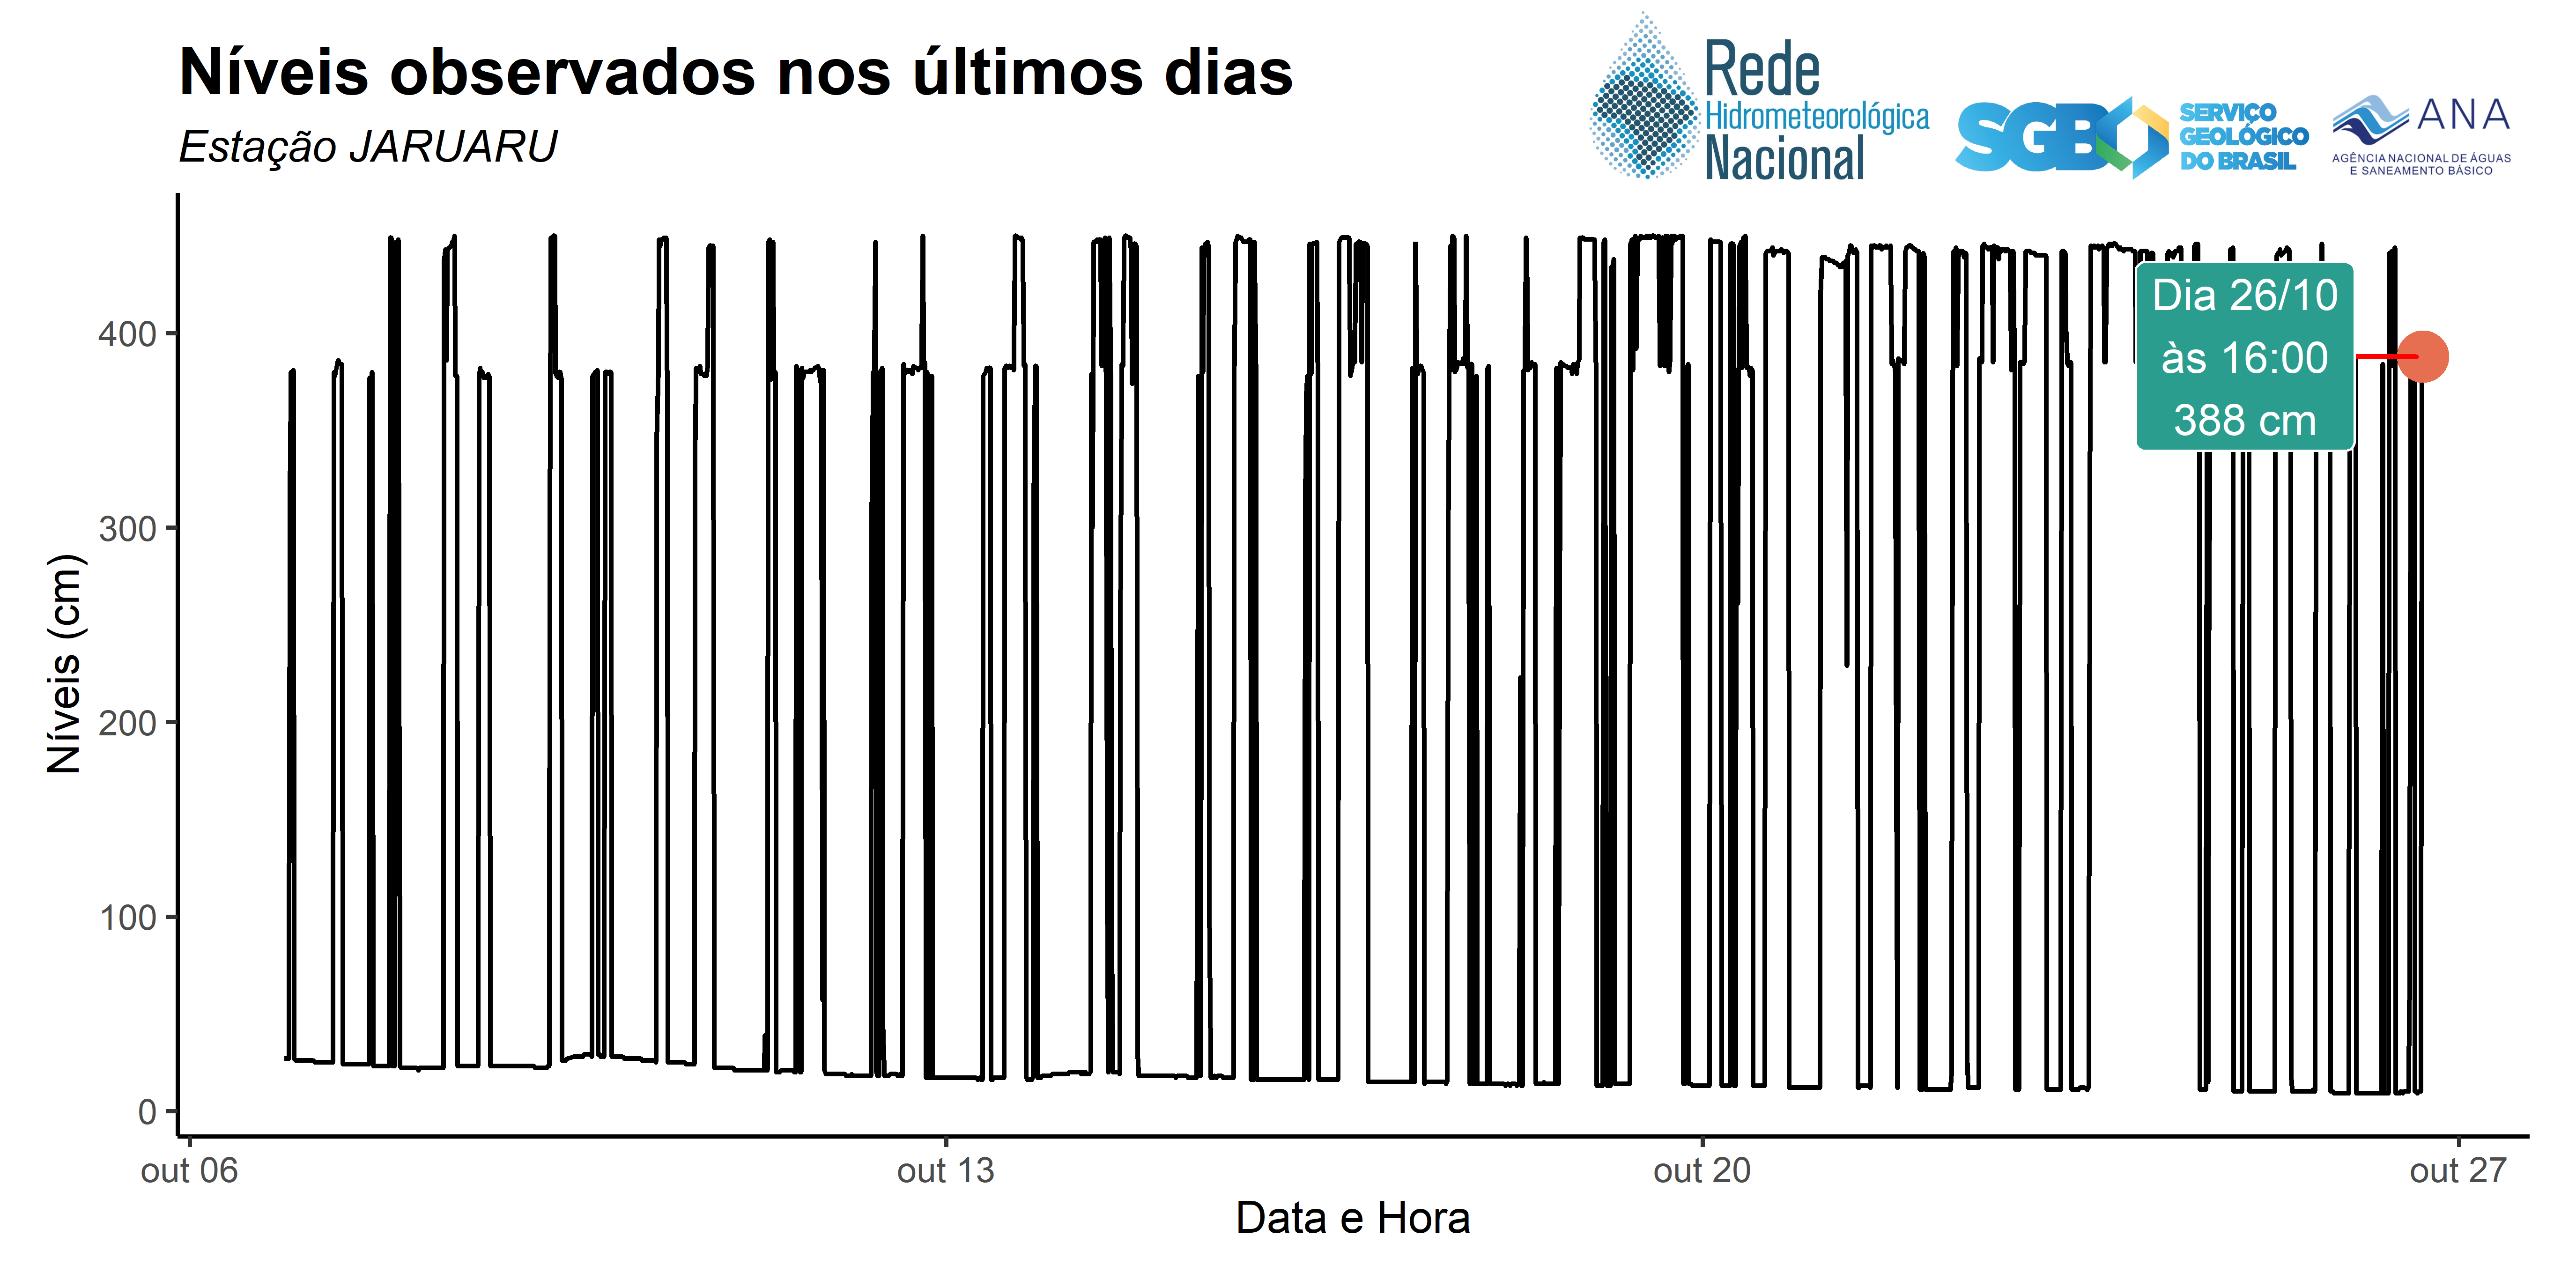 Níveis observados nos últimos dias
Estação JARUARU
Rede
Hidrometeorológica
Nacional
SGB
SERVIÇO
GEOLÓGICO
DO BRASIL
ANA
AGÊNCIA NACIONAL DE ÁGUAS
E SANEAMENTO BÁSICO
Níveis (cm)
400
300
200
100
0
Dia 26/10
às 16:00
388 cm
out 06
out 13
out 20
out 27
Data e Hora